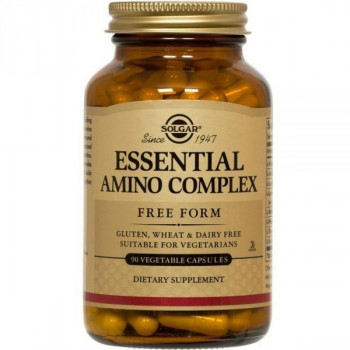 SOLGAR®
Since 1947
ESSENTIAL
AMINO COMPLEX
FREE FORM
GLUTEN, WHEAT & DAIRY FREE
SUITABLE FOR VEGETARIANS
90 VEGETABLE CAPSULES
DIETARY SUPPLEMENT